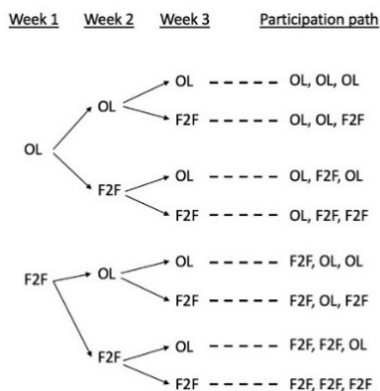 Week 1 Week 2 Week 3 Participation path
OL OL, OL, OL
OL
F2F OL, OL, F2F
OL
OL OL, F2F, OL
F2F
F2F OL, F2F, F2F
OL F2F, OL, OL
F2F OL
F2F F2F, OL, F2F
OL F2F, F2F, OL
F2F
F2F F2F, F2F, F2F